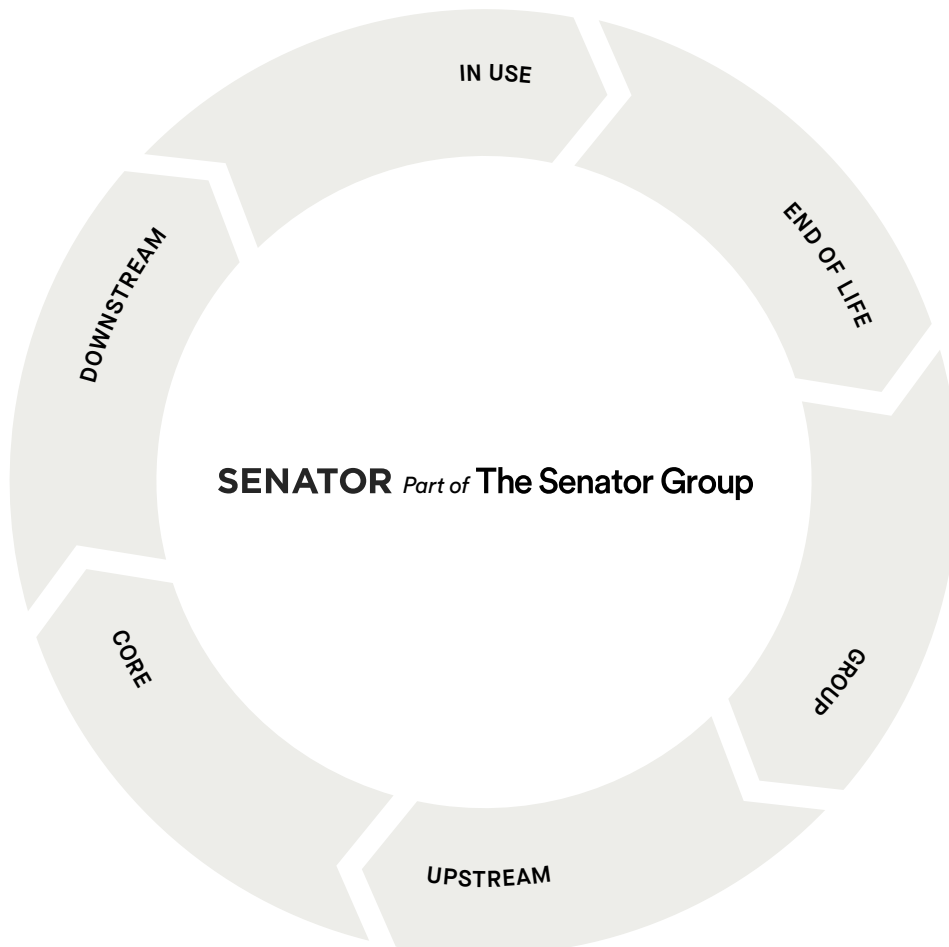 IN USE
END OF LIFE
GROUP
UPSTREAM
CORE
DOWNSTREAM
SENATOR Part of The Senator Group